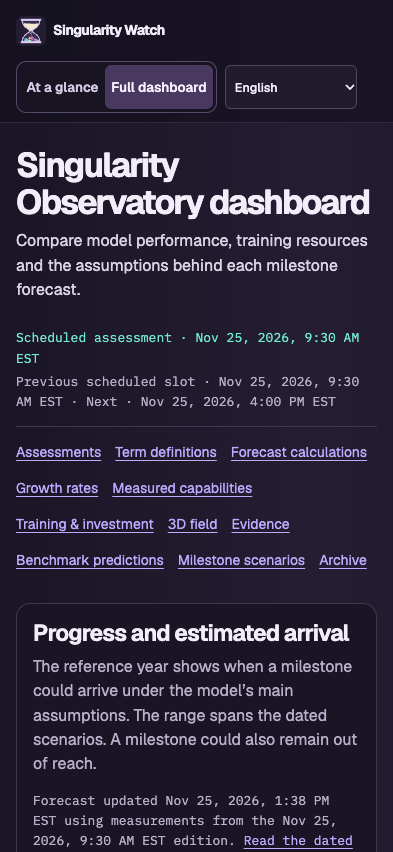 Singularity Watch
At a glance
Full dashboard
English
Singularity
Observatory dashboard
Compare model performance, training resources
and the assumptions behind each milestone
forecast.
Scheduled assessment · Nov 25, 2026, 9:30 AM
EST
Previous scheduled slot · Nov 25, 2026, 9:30
AM EST · Next · Nov 25, 2026, 4:00 PM EST
Assessments Term definitions Forecast calculations
Growth rates Measured capabilities
Training & investment 3D field Evidence
Benchmark predictions Milestone scenarios Archive
Progress and estimated arrival
The reference year shows when a milestone
could arrive under the model’s main
assumptions. The range spans the dated
scenarios. A milestone could also remain out
of reach.
Forecast updated Nov 25, 2026, 1:38 PM
EST using measurements from the Nov 25,
2026, 9:30 AM EST edition. Read the dated